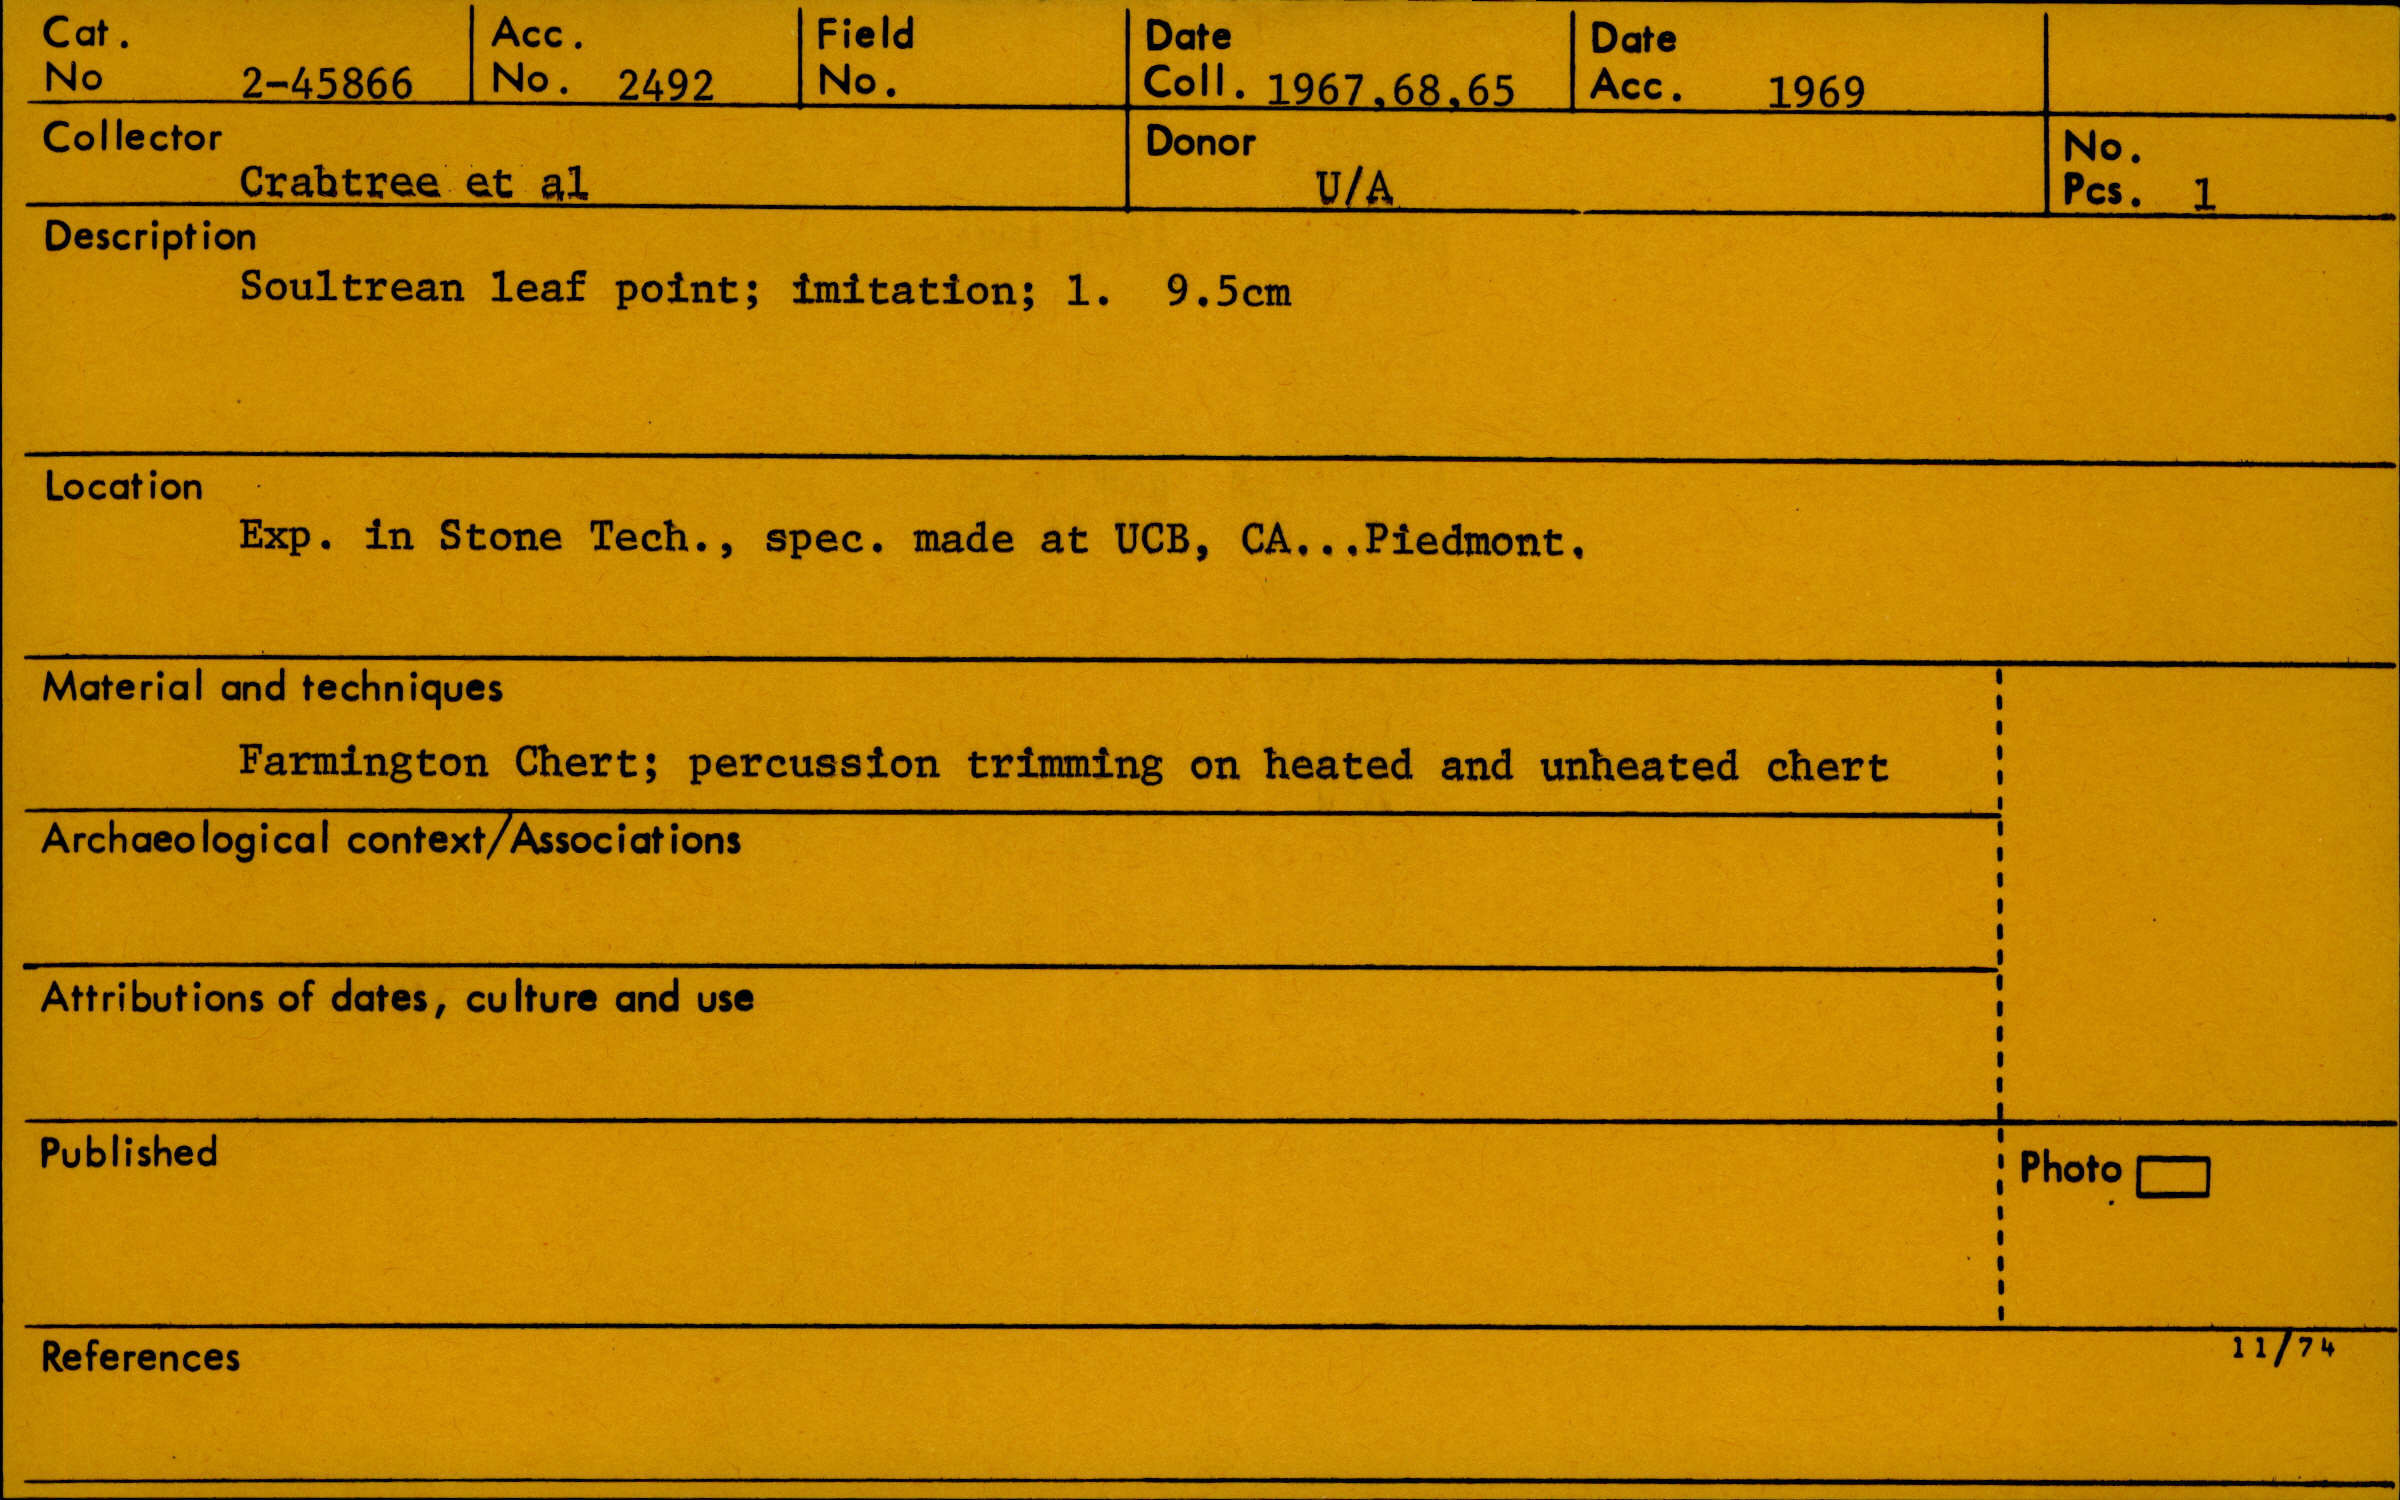 Cat.
No 2-45866
Acc.
No. 2492
Field
No.
Date
Coll. 1967,68,65
Date
Acc. 1969
Collector
Crabtree et al
Donor
U/A
No.
Pcs. 1
Description
Soultrean leaf point; imitation; l. 9.5cm
Location
Exp. in Stone Tech., spec. made at UCB, CA...Piedmont.
Material and techniques
Farmington Chert; percussion trimming on heated and unheated chert
Archaeological context/Associations
Attributions of dates, culture and use
Published
Photo
References
11/74